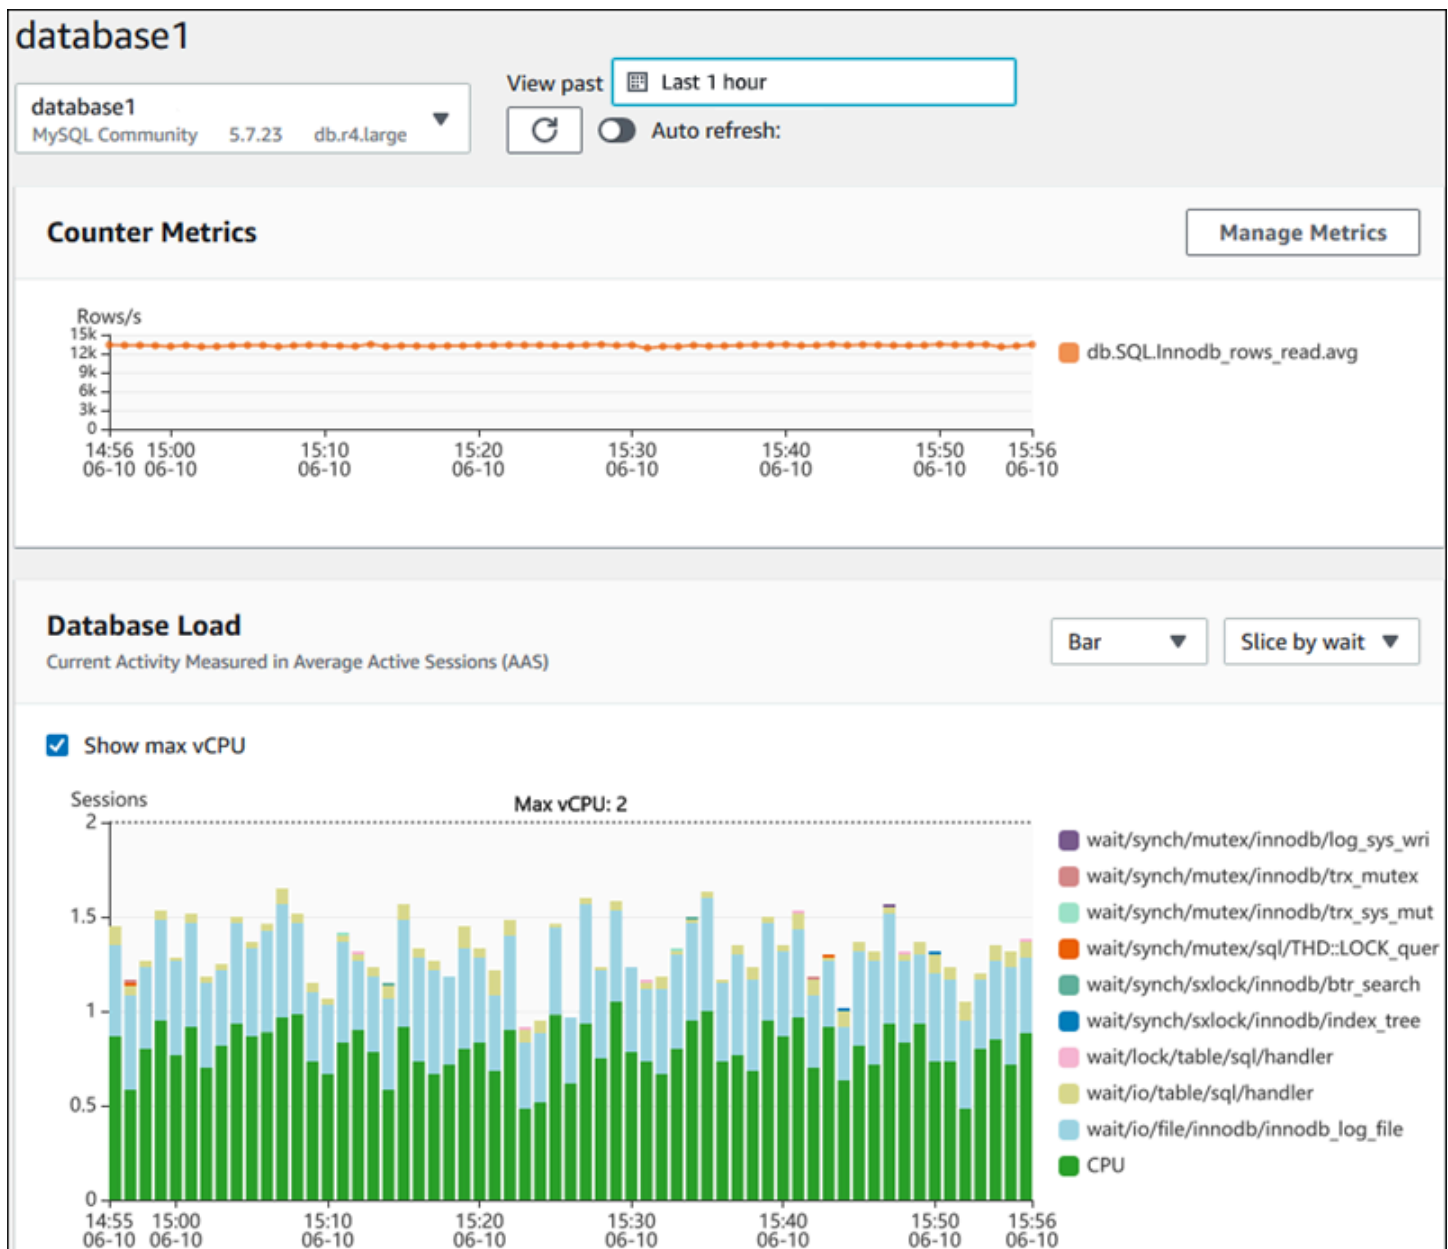 database1
database1
MySQL Community 5.7.23 db.r4.large
View past Last 1 hour
Auto refresh:
Counter Metrics
Manage Metrics
Rows/s
15k
12k
9k
6k
3k
0
14:56 15:00 15:10 15:20 15:30 15:40 15:50 15:56
06-10 06-10 06-10 06-10 06-10 06-10 06-10 06-10
db.SQL.Innodb_rows_read.avg
Database Load
Current Activity Measured in Average Active Sessions (AAS)
Bar
Slice by wait
Show max vCPU
Sessions
Max vCPU: 2
2
1.5
1
0.5
0
14:55 15:00 15:10 15:20 15:30 15:40 15:50 15:56
06-10 06-10 06-10 06-10 06-10 06-10 06-10 06-10
wait/synch/mutex/innodb/log_sys_wri
wait/synch/mutex/innodb/trx_mutex
wait/synch/mutex/innodb/trx_sys_mut
wait/synch/mutex/sql/THD::LOCK_quer
wait/synch/sxlock/innodb/btr_search
wait/synch/sxlock/innodb/index_tree
wait/lock/table/sql/handler
wait/io/table/sql/handler
wait/io/file/innodb/innodb_log_file
CPU